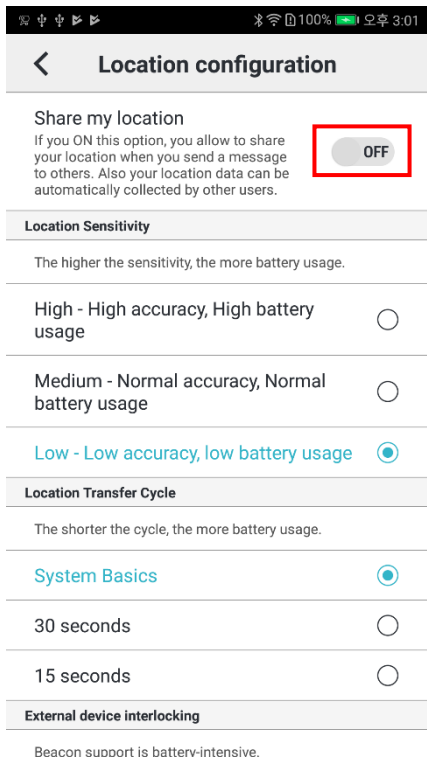 100% 오후 3:01
Location configuration
Share my location
If you ON this option, you allow to share
your location when you send a message
to others. Also your location data can be
automatically collected by other users.
OFF
Location Sensitivity
The higher the sensitivity, the more battery usage.
High - High accuracy, High battery
usage
Medium - Normal accuracy, Normal
battery usage
Low - Low accuracy, low battery usage
Location Transfer Cycle
The shorter the cycle, the more battery usage.
System Basics
30 seconds
15 seconds
External device interlocking
Beacon support is battery-intensive.